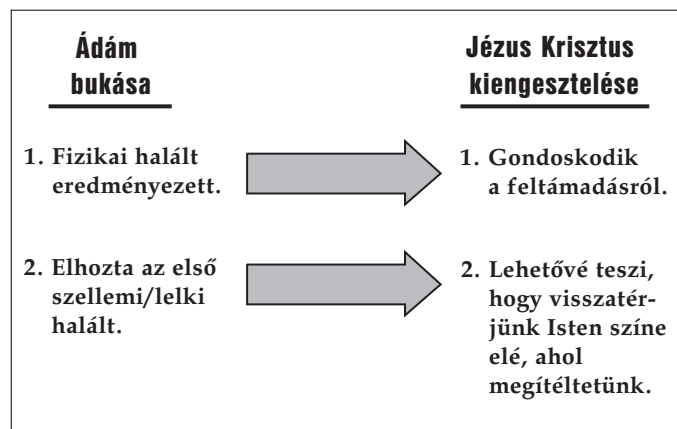 Ádám
bukása
1. Fizikai halált
eredményezett.
2. Elhozta az első
szellemi/lelki
halált.
Jézus Krisztus
kiengesztelése
1. Gondoskodik
a feltámadásról.
2. Lehetővé teszi,
hogy visszatér-
jünk Isten színe
elé, ahol
megítéltetünk.